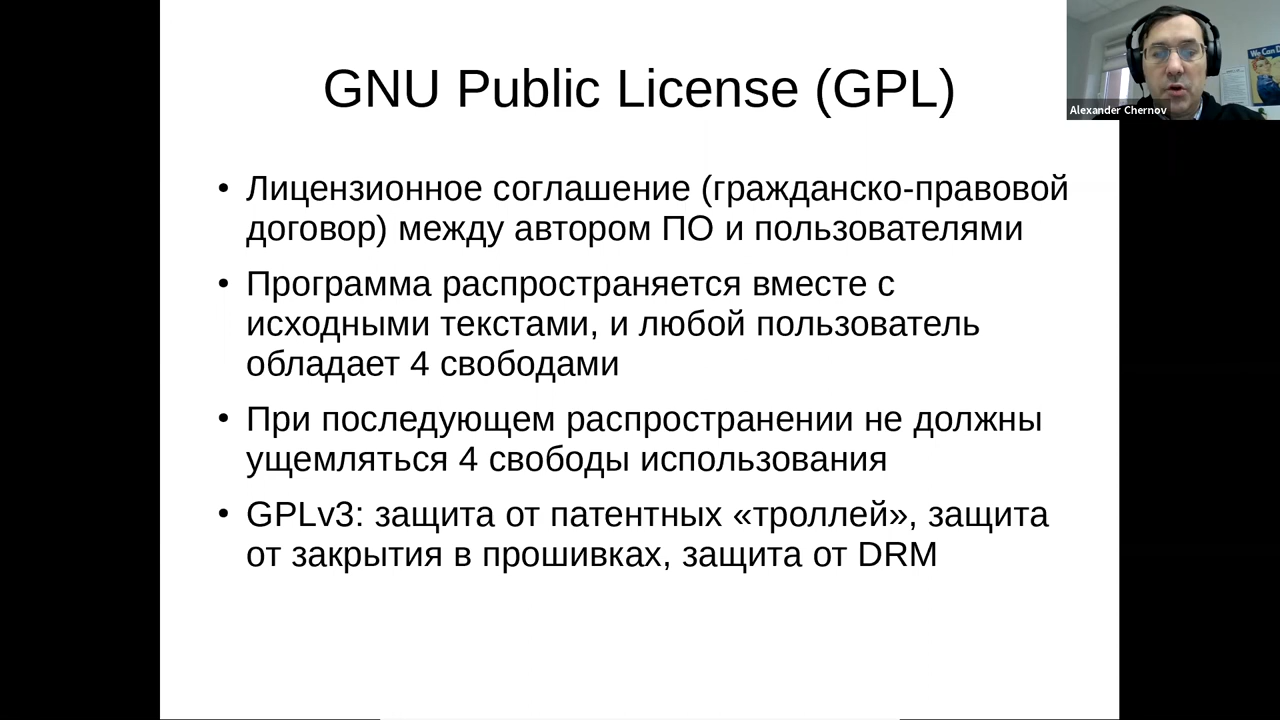 GNU Public License (GPL)
We Can D
Alexander Chernov
• Лицензионное соглашение (гражданско-правовой
договор) между автором ПО и пользователями
• Программа распространяется вместе с
исходными текстами, и любой пользователь
обладает 4 свободами
• При последующем распространении не должны
ущемляться 4 свободы использования
• GPLv3: защита от патентных «троллей», защита
от закрытия в прошивках, защита от DRM